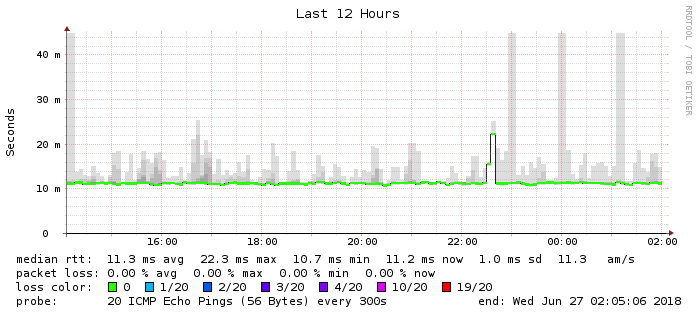 Last 12 Hours
RRDTOOL / TOBI OETIKER
Seconds
40 m
30 m
20 m
10 m
0
16:00 18:00 20:00 22:00 00:00 02:00
median rtt: 11.3 ms avg 22.3 ms max 10.7 ms min 11.2 ms now 1.0 ms sd 11.3 am/s
packet loss: 0.00 % avg 0.00 % max 0.00 % min 0.00 % now
loss color: 0 1/20 2/20 3/20 4/20 10/20 19/20
probe: 20 ICMP Echo Pings (56 Bytes) every 300s end: Wed Jun 27 02:05:06 2018